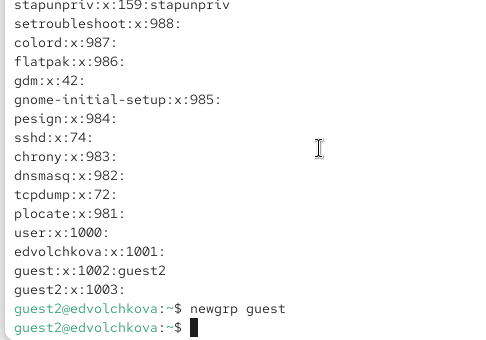 stapunpriv:x:159:stapunpriv
setroubleshoot:x:988:
colord:x:987:
flatpak:x:986:
gdm:x:42:
gnome-initial-setup:x:985:
pesign:x:984:
sshd:x:74:
chrony:x:983:
dnsmasq:x:982:
tcpdump:x:72:
plocate:x:981:
user:x:1000:
edvolchkova:x:1001:
guest:x:1002:guest2
guest2:x:1003:
guest2@edvolchkova:~$ newgrp guest
guest2@edvolchkova:~$